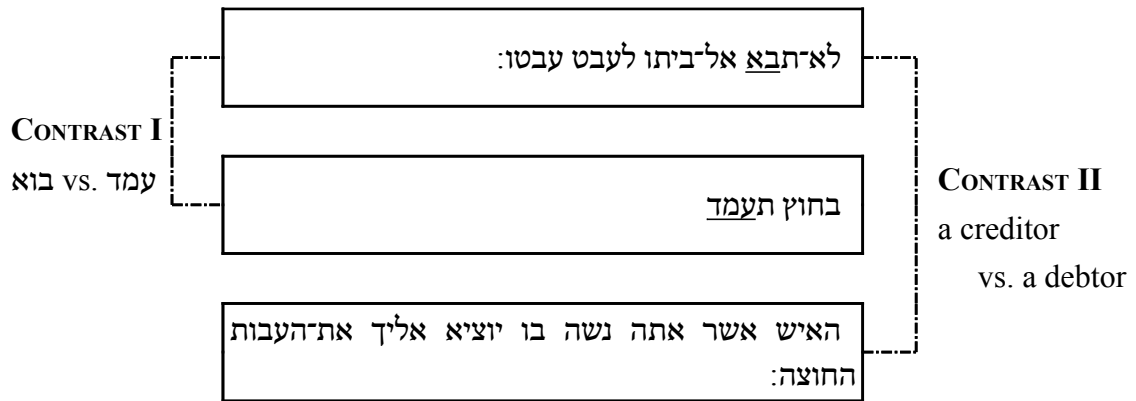 לא־תבא אל־ביתו לעבט עבטו:
CONTRAST I
בוא vs. עמד
בחוץ תעמד
CONTRAST II
a creditor
vs. a debtor
האיש אשר אתה נשה בו יוציא אליך את־העבות
החוצה: